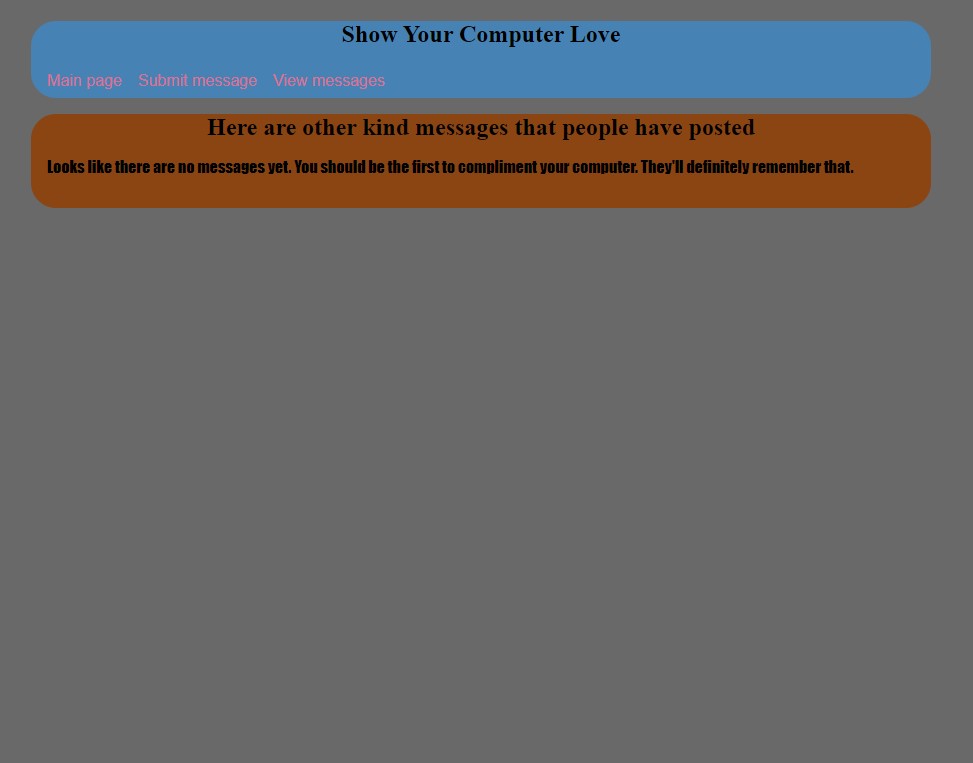 Show Your Computer Love
Main page Submit message View messages
Here are other kind messages that people have posted
Looks like there are no messages yet. You should be the first to compliment your computer. They'll definitely remember that.